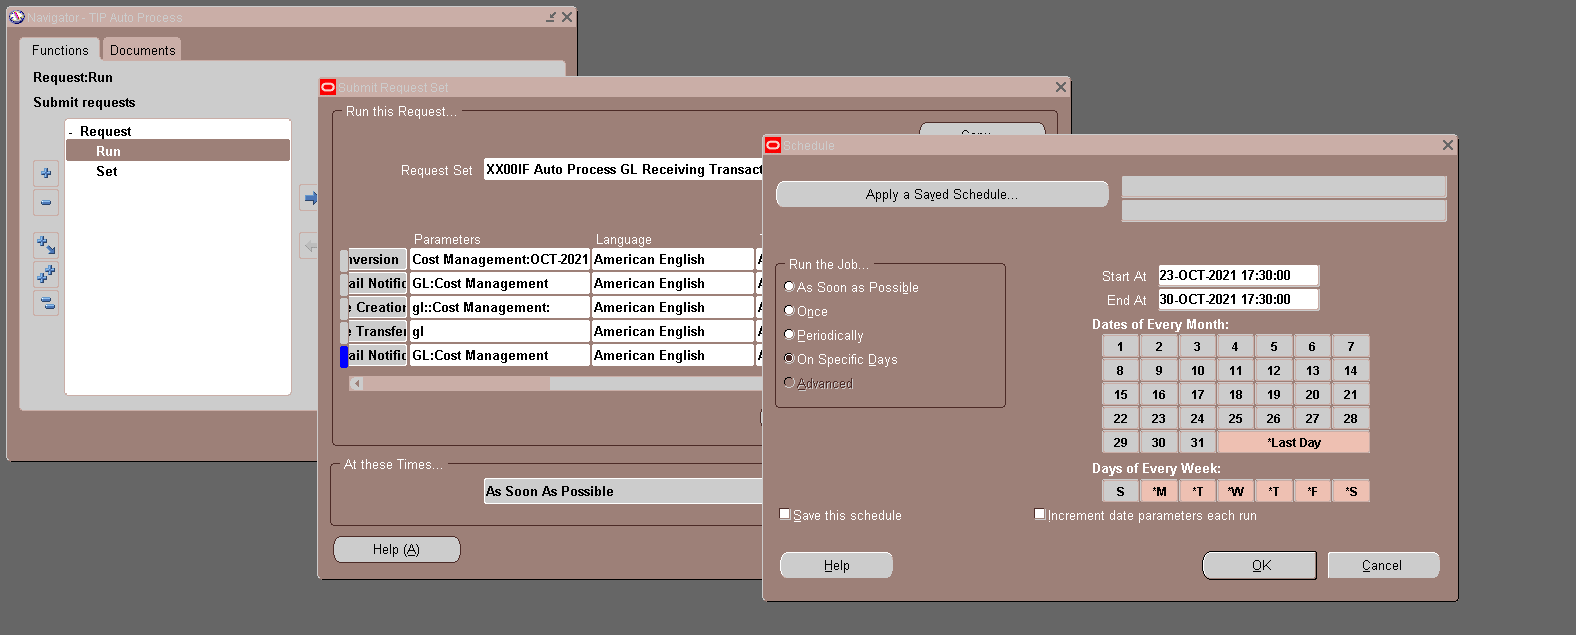 Navigator - TIP Auto Process
Functions
Documents
Request:Run
Submit requests
- Request
Run
Set
Submit Request Set
Run this Request...
Copy...
Request Set
XX00IF Auto Process GL Receiving Transact
Parameters
Language
nversion
Cost Management:OCT-2021
American English
ail Notific
GL:Cost Management
American English
e Creation
gl::Cost Management:
American English
e Transfer
gl
American English
ail Notific
GL:Cost Management
American English
At these Times...
As Soon As Possible
Help (A)
Schedule
Apply a Saved Schedule...
Run the Job...
As Soon as Possible
Once
Periodically
On Specific Days
Advanced
Start At
23-OCT-2021 17:30:00
End At
30-OCT-2021 17:30:00
Dates of Every Month:
1 2 3 4 5 6 7
8 9 10 11 12 13 14
15 16 17 18 19 20 21
22 23 24 25 26 27 28
29 30 31 *Last Day
Days of Every Week:
S *M *T *W *T *F *S
Save this schedule
Increment date parameters each run
Help
OK
Cancel